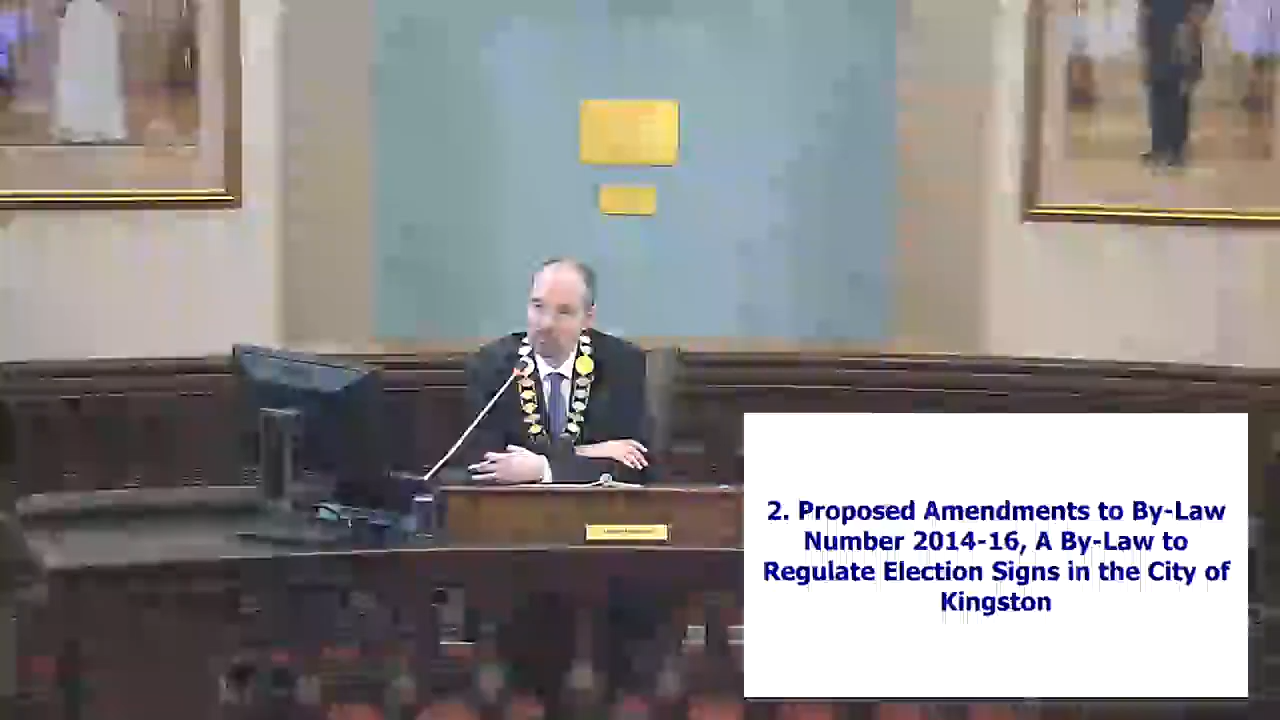 2. Proposed Amendments to By-Law
Number 2014-16, A By-Law to
Regulate Election Signs in the City of
Kingston